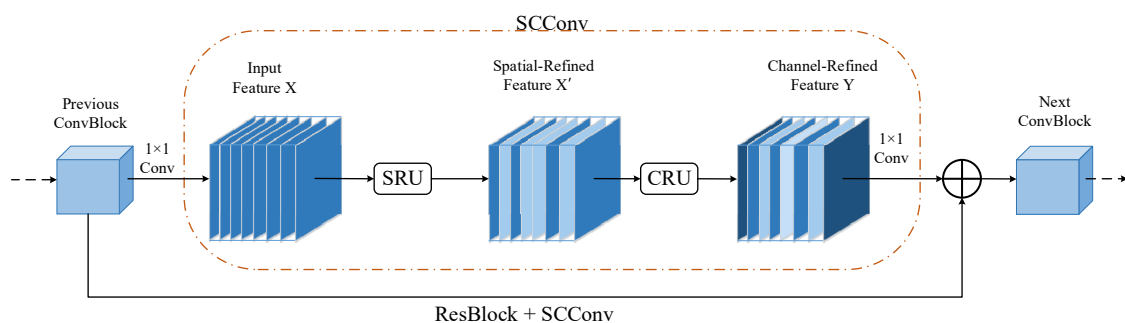 SCConv
Input
Feature X
Spatial-Refined
Feature X′
Channel-Refined
Feature Y
Previous
ConvBlock
Next
ConvBlock
1×1
Conv
SRU
CRU
1×1
Conv
ResBlock + SCConv